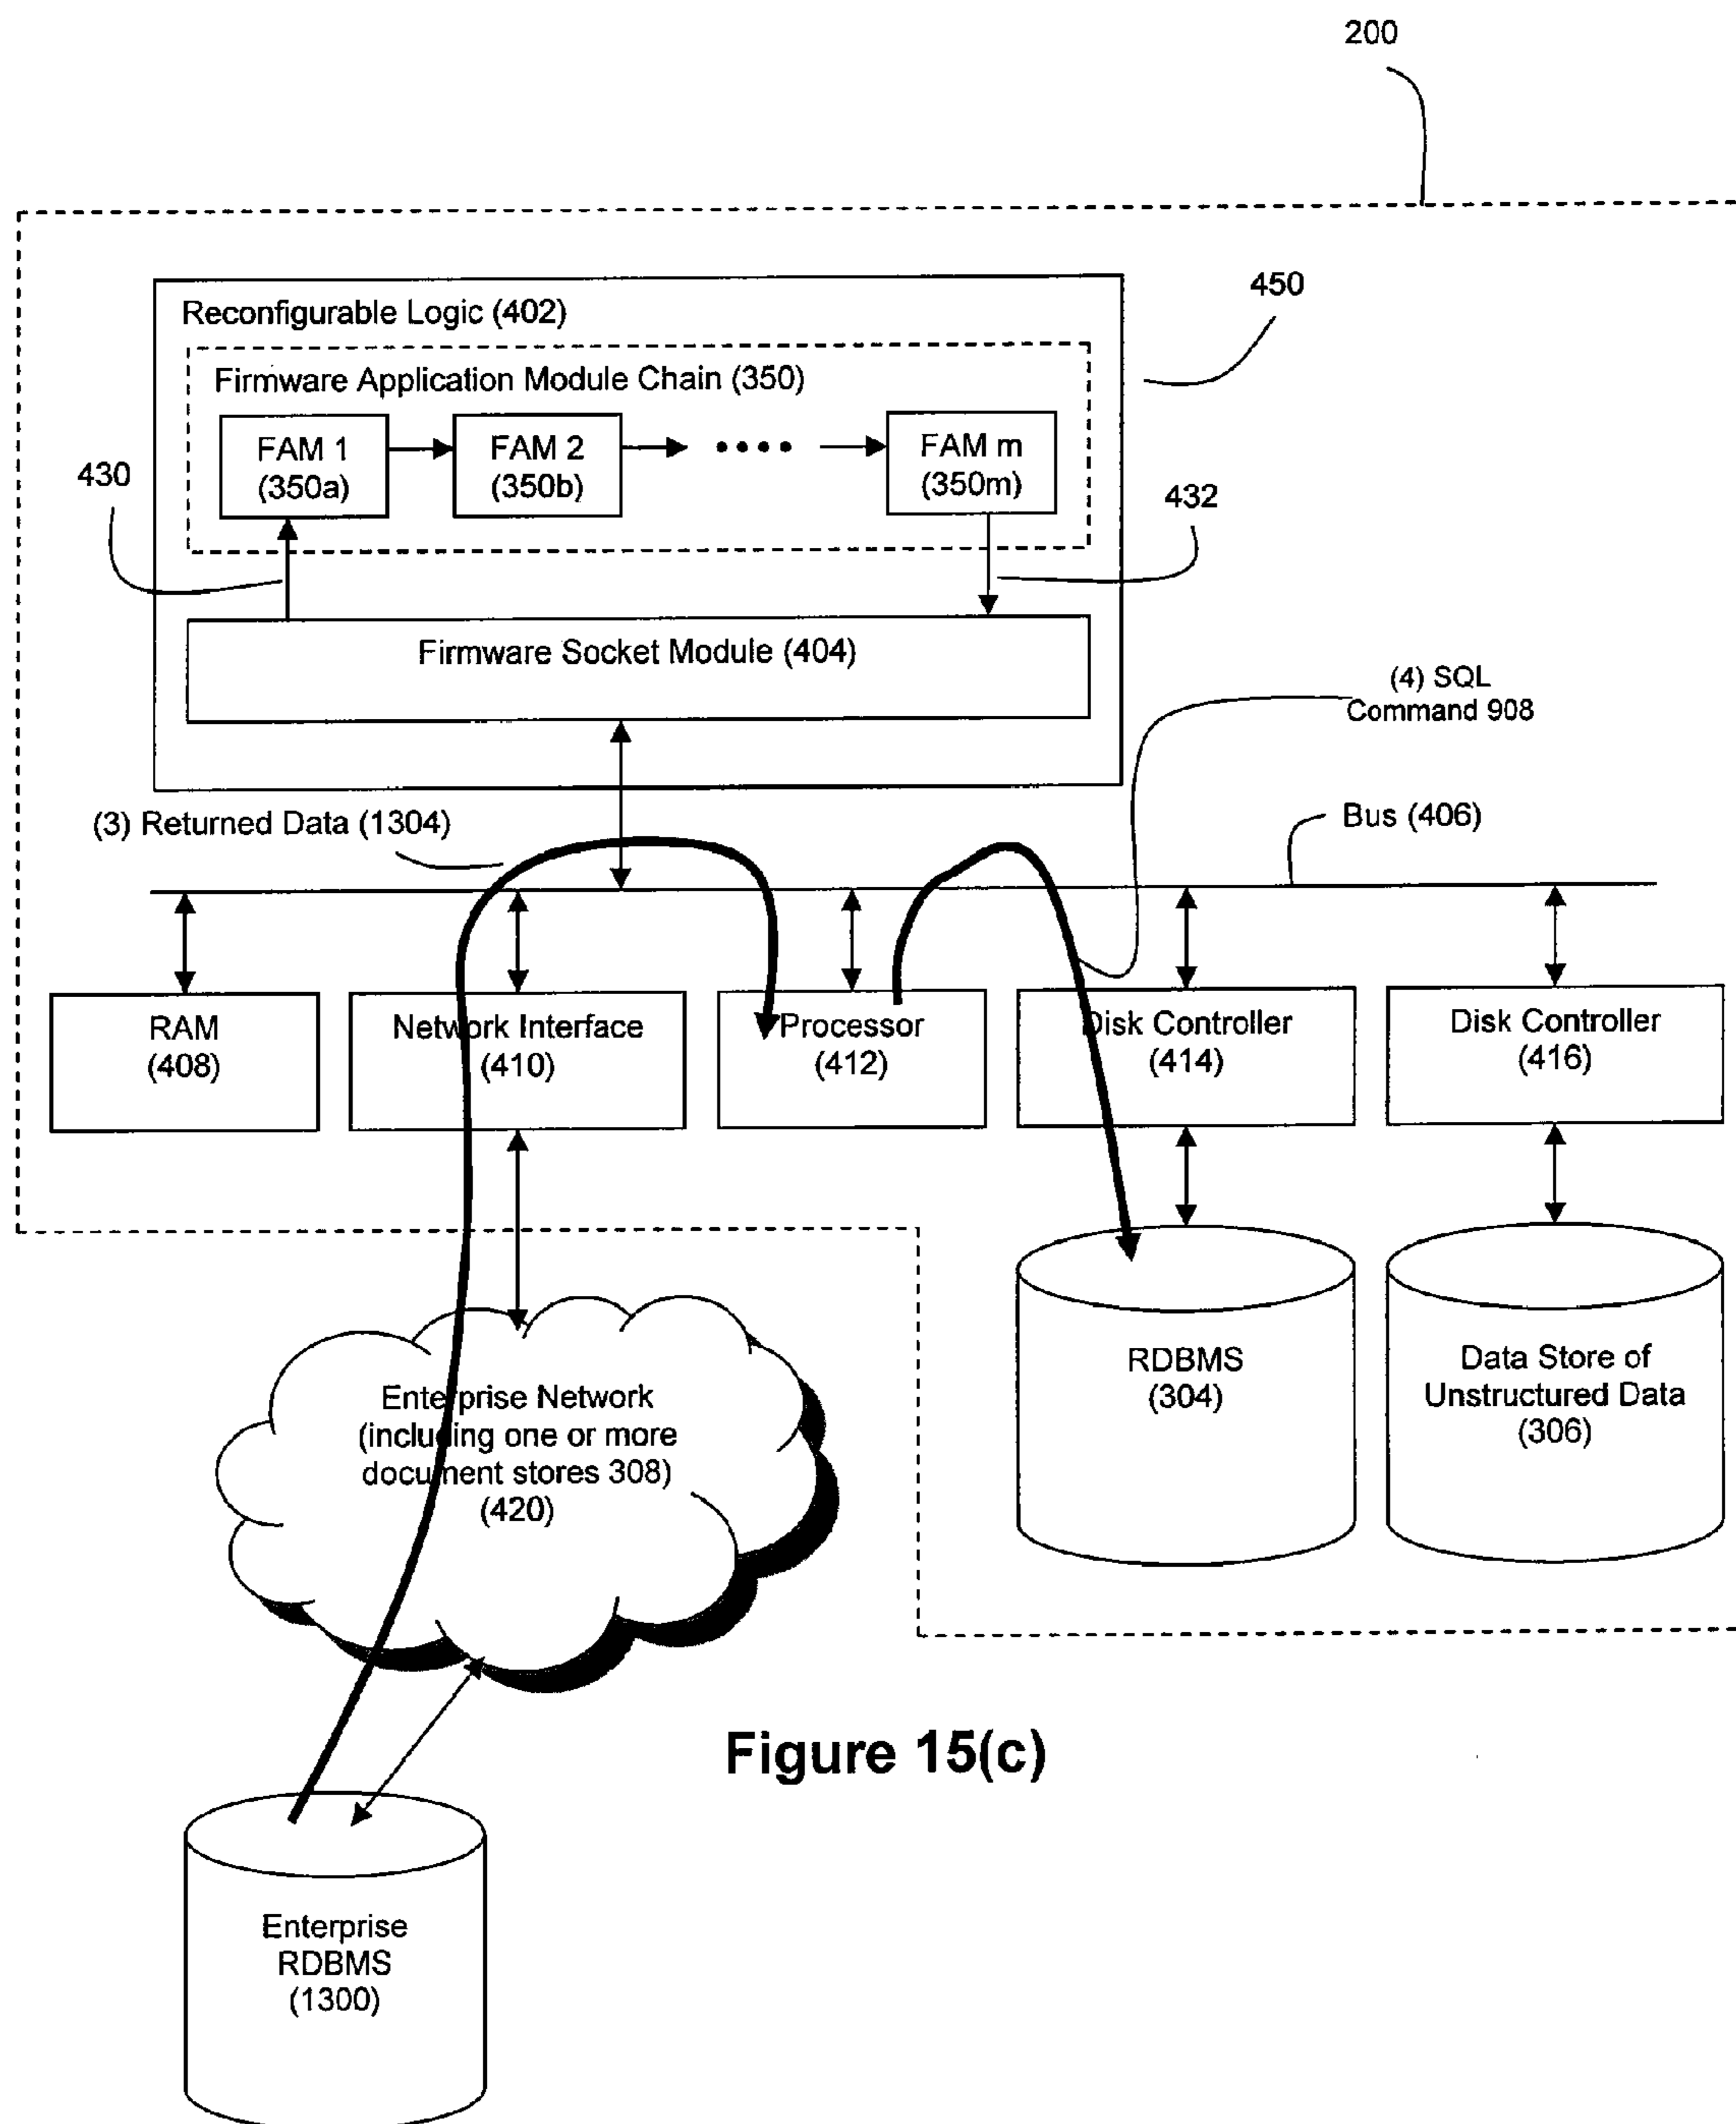 200
450
Reconfigurable Logic (402)
Firmware Application Module Chain (350)
FAM 1
(350a)
FAM 2
(350b)
••••
FAM m
(350m)
430
432
Firmware Socket Module (404)
(4) SQL
Command 908
(3) Returned Data (1304)
Bus (406)
RAM
(408)
Network Interface
(410)
Processor
(412)
Disk Controller
(414)
Disk Controller
(416)
Enterprise Network
(including one or more
document stores 308)
(420)
RDBMS
(304)
Data Store of
Unstructured Data
(306)
Figure 15(c)
Enterprise
RDBMS
(1300)